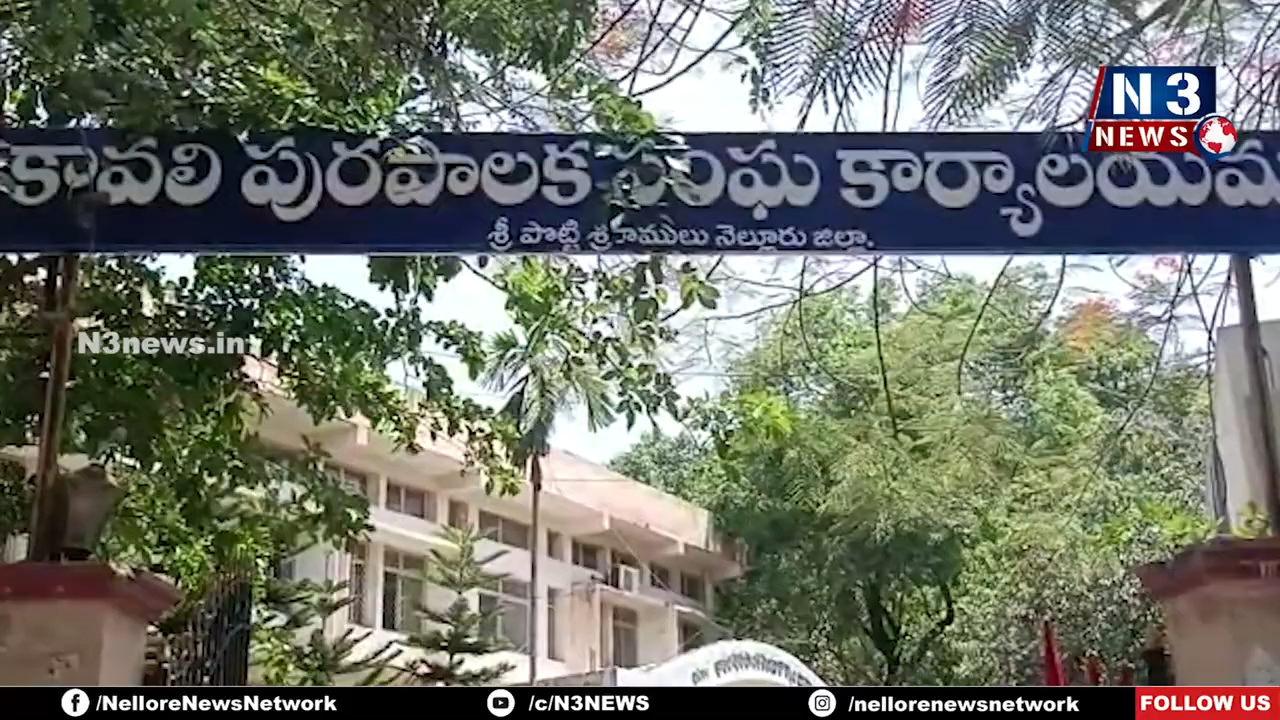 N3
NEWS
కావలి పురపాలక సంఘ కార్యాలయము
శ్రీ పొట్టి శ్రీరాములు నెల్లూరు జిల్లా.
N3news.in
/NelloreNewsNetwork
/c/N3NEWS
/nellorenewsnetwork
FOLLOW US